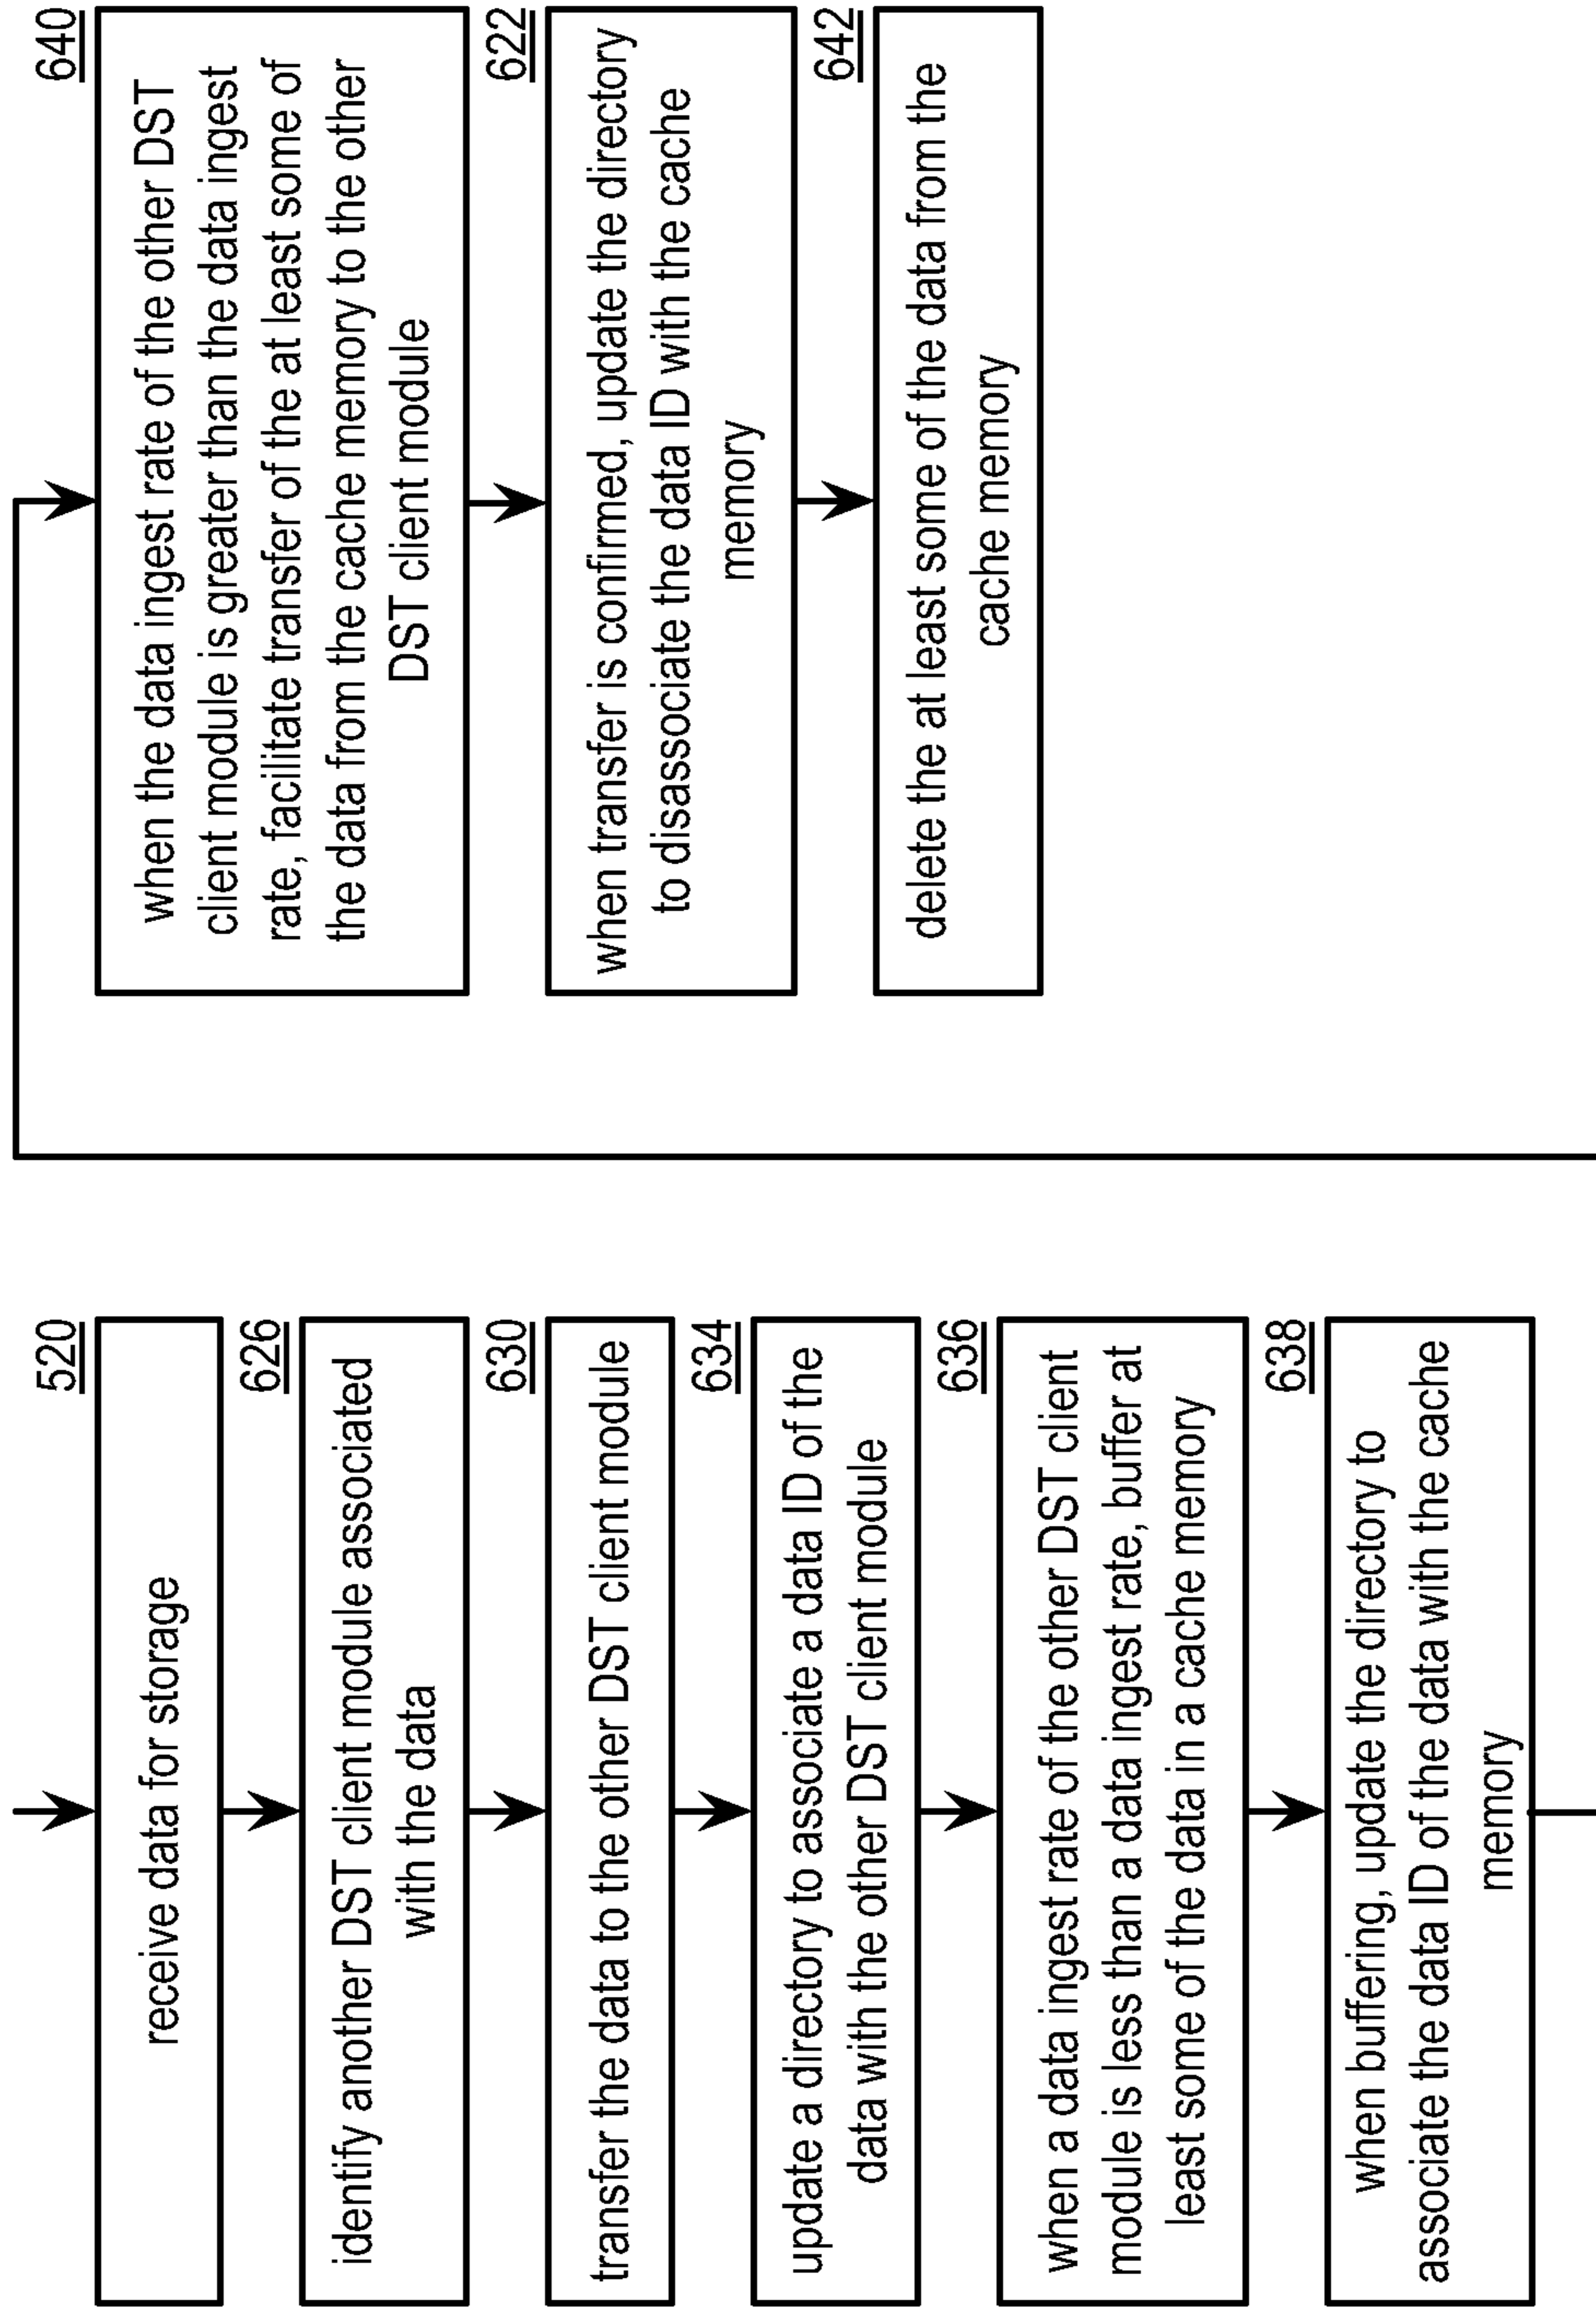 520
receive data for storage
626
identify another DST client module associated
with the data
630
transfer the data to the other DST client module
634
update a directory to associate a data ID of the
data with the other DST client module
636
when a data ingest rate of the other DST client
module is less than a data ingest rate, buffer at
least some of the data in a cache memory
638
when buffering, update the directory to
associate the data ID of the data with the cache
memory
640
when the data ingest rate of the other DST
client module is greater than the data ingest
rate, facilitate transfer of the at least some of
the data from the cache memory to the other
DST client module
622
when transfer is confirmed, update the directory
to disassociate the data ID with the cache
memory
642
delete the at least some of the data from the
cache memory